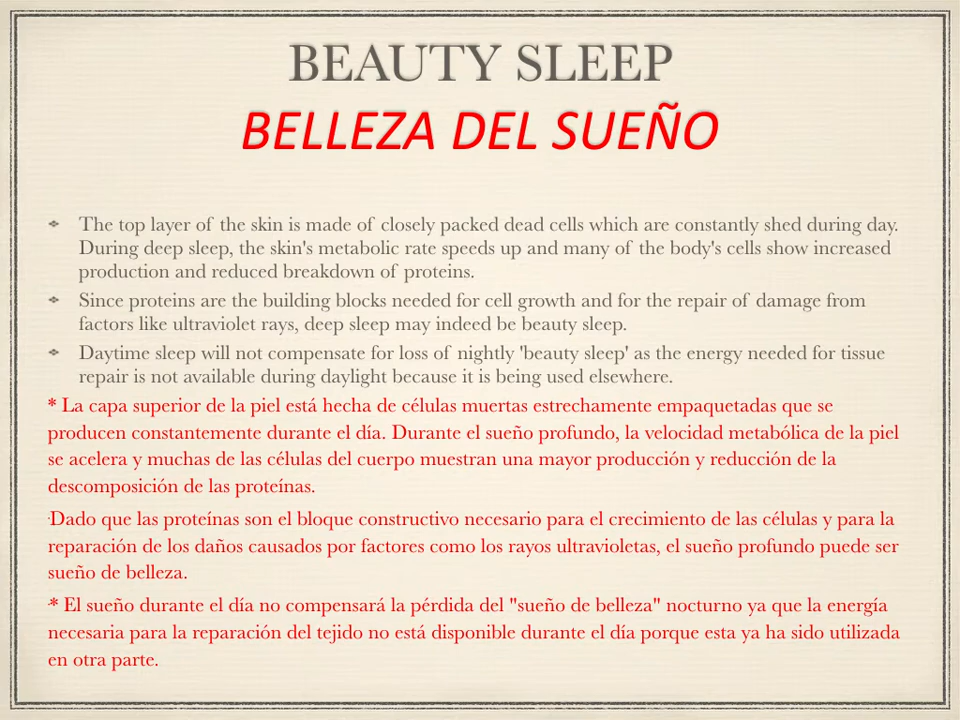 BEAUTY SLEEP
BELLEZA DEL SUEÑO
The top layer of the skin is made of closely packed dead cells which are constantly shed during day.
During deep sleep, the skin's metabolic rate speeds up and many of the body's cells show increased
production and reduced breakdown of proteins.
Since proteins are the building blocks needed for cell growth and for the repair of damage from
factors like ultraviolet rays, deep sleep may indeed be beauty sleep.
Daytime sleep will not compensate for loss of nightly 'beauty sleep' as the energy needed for tissue
repair is not available during daylight because it is being used elsewhere.
* La capa superior de la piel está hecha de células muertas estrechamente empaquetadas que se
producen constantemente durante el día. Durante el sueño profundo, la velocidad metabólica de la piel
se acelera y muchas de las células del cuerpo muestran una mayor producción y reducción de la
descomposición de las proteínas.
·Dado que las proteínas son el bloque constructivo necesario para el crecimiento de las células y para la
reparación de los daños causados por factores como los rayos ultravioletas, el sueño profundo puede ser
sueño de belleza.
·* El sueño durante el día no compensará la pérdida del "sueño de belleza" nocturno ya que la energía
necesaria para la reparación del tejido no está disponible durante el día porque esta ya ha sido utilizada
en otra parte.